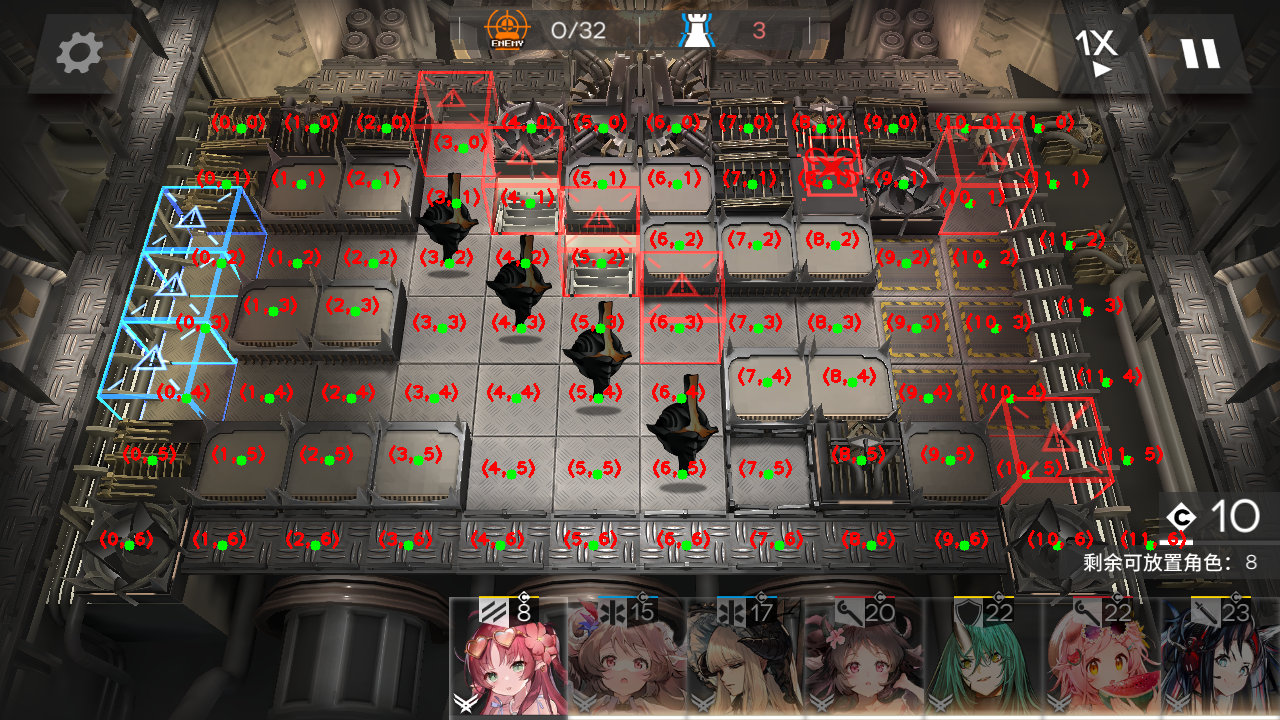 ENEMY 0/32 3
1X
(0, 0) (1, 0) (2, 0) (3, 0) (4, 0) (5, 0) (6, 0) (7, 0) (8, 0) (9, 0) (10, 0) (11, 0)
(0, 1) (1, 1) (2, 1) (3, 1) (4, 1) (5, 1) (6, 1) (7, 1) (8, 1) (9, 1) (10, 1) (11, 1)
(0, 2) (1, 2) (2, 2) (3, 2) (4, 2) (5, 2) (6, 2) (7, 2) (8, 2) (9, 2) (10, 2) (11, 2)
(0, 3) (1, 3) (2, 3) (3, 3) (4, 3) (5, 3) (6, 3) (7, 3) (8, 3) (9, 3) (10, 3) (11, 3)
(0, 4) (1, 4) (2, 4) (3, 4) (4, 4) (5, 4) (6, 4) (7, 4) (8, 4) (9, 4) (10, 4) (11, 4)
(0, 5) (1, 5) (2, 5) (3, 5) (4, 5) (5, 5) (6, 5) (7, 5) (8, 5) (9, 5) (10, 5) (11, 5)
C 10
(0, 6) (1, 6) (2, 6) (3, 6) (4, 6) (5, 6) (6, 6) (7, 6) (8, 6) (9, 6) (10, 6) (11, 6)
剩余可放置角色：8
8 15 17 20 22 22 23